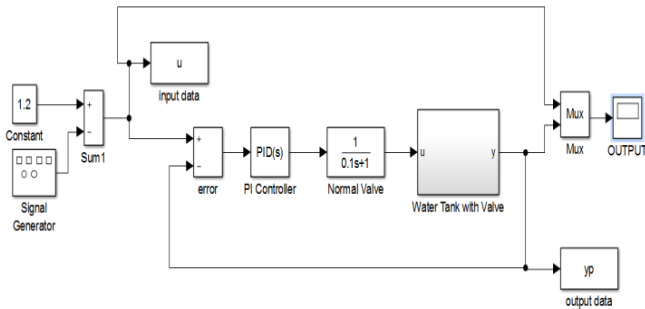 u
input data
1.2
+
−
Constant
Sum1
Signal
Generator
+
−
error
PID(s)
PI Controller
1
0.1s+1
Normal Valve
u
y
Water Tank with Valve
Mux
Mux
OUTPUT
yp
output data